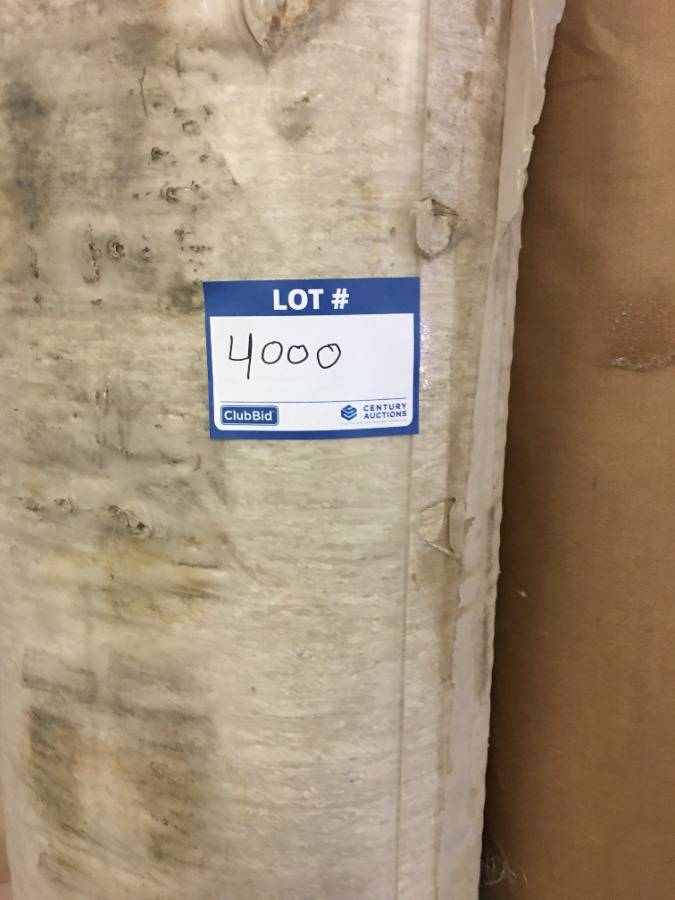 LOT #
4000
ClubBid
CENTURY
AUCTIONS